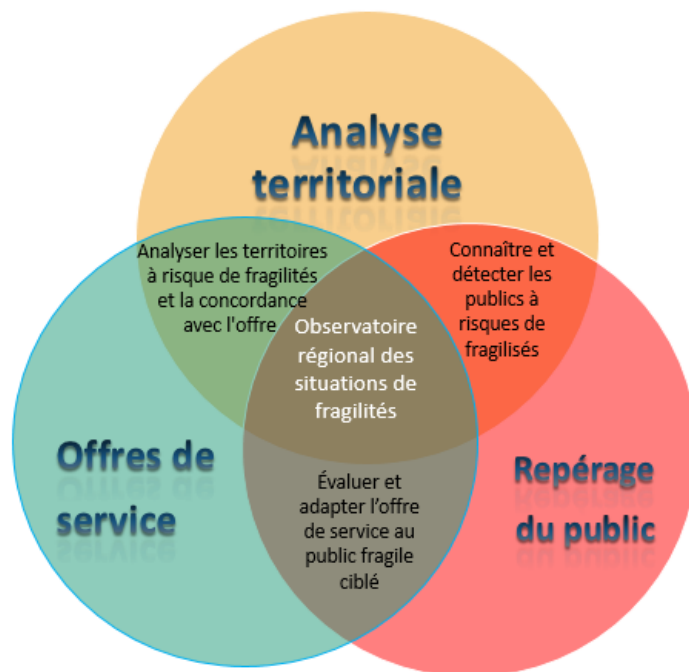 Analyse
territoriale
Analyser les territoires
à risque de fragilités
et la concordance
avec l'offre
Connaître et
détecter les
publics à
risques de
fragilisés
Observatoire
régional des
situations de
fragilités
Offres de
service
Repérage
du public
Évaluer et
adapter l’offre
de service au
public fragile
ciblé